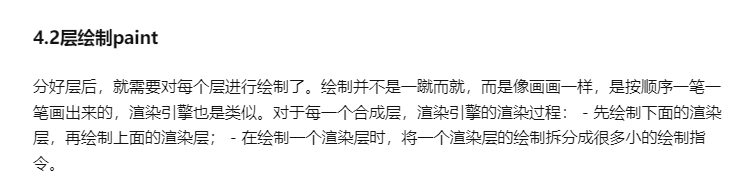 4.2层绘制paint
分好层后，就需要对每个层进行绘制了。绘制并不是一蹴而就，而是像画画一样，是按顺序一笔一
笔画出来的，渲染引擎也是类似。对于每一个合成层，渲染引擎的渲染过程： - 先绘制下面的渲染
层，再绘制上面的渲染层； - 在绘制一个渲染层时，将一个渲染层的绘制拆分成很多小的绘制指
令。